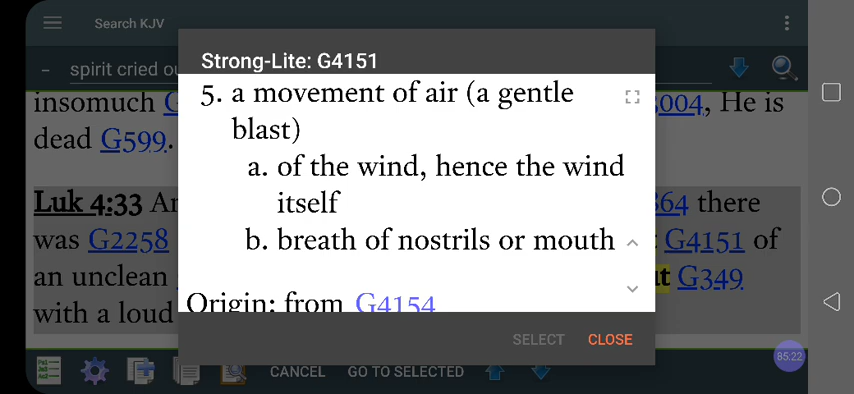 Search KJV
Strong-Lite: G4151
- spirit cried ou
5. a movement of air (a gentle
blast)
a. of the wind, hence the wind
itself
b. breath of nostrils or mouth
Origin: from G4154
SELECT CLOSE
insomuch G 004, He is
dead G599.
Luk 4:33 An 64 there
was G2258 G4151 of
an unclean t G349
with a loud
85:22
CANCEL GO TO SELECTED